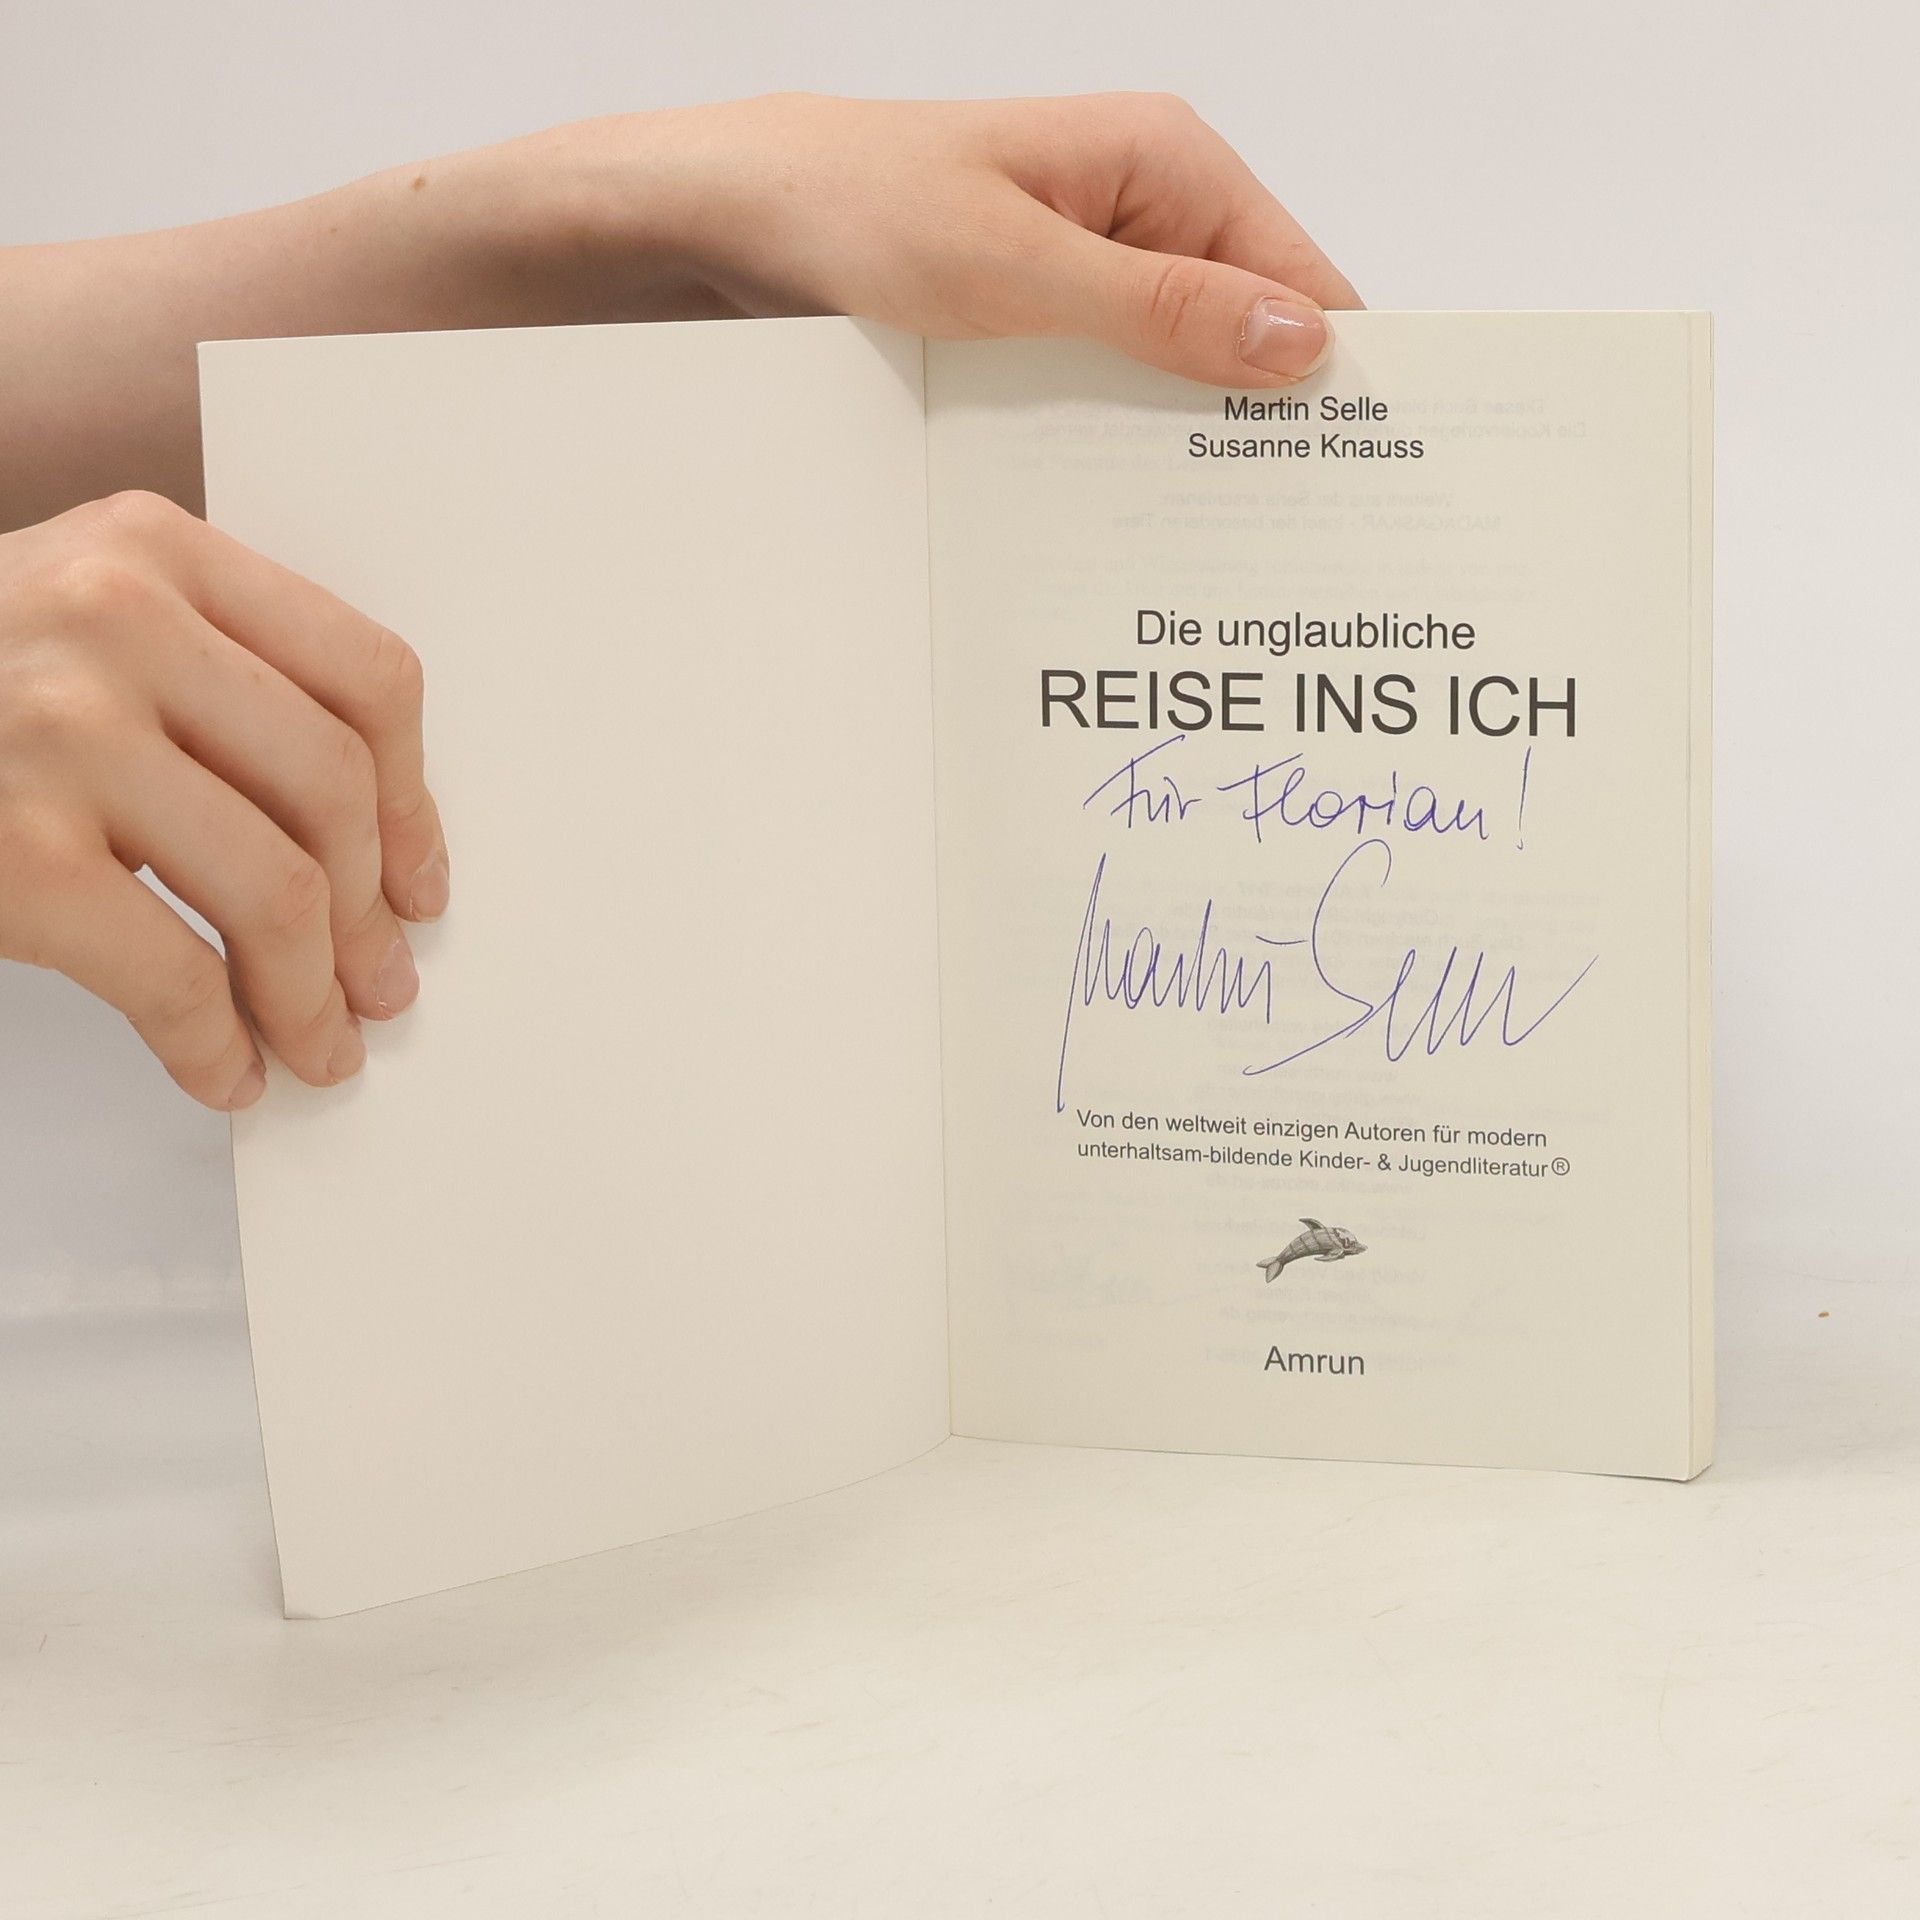 Martin Selle
Susanne Knauss
Die unglaubliche
REISE INS ICH
Für Florian!
Martin Selle
Von den weltweit einzigen Autoren für modern
unterhaltsam-bildende Kinder- & Jugendliteratur®
Amrun